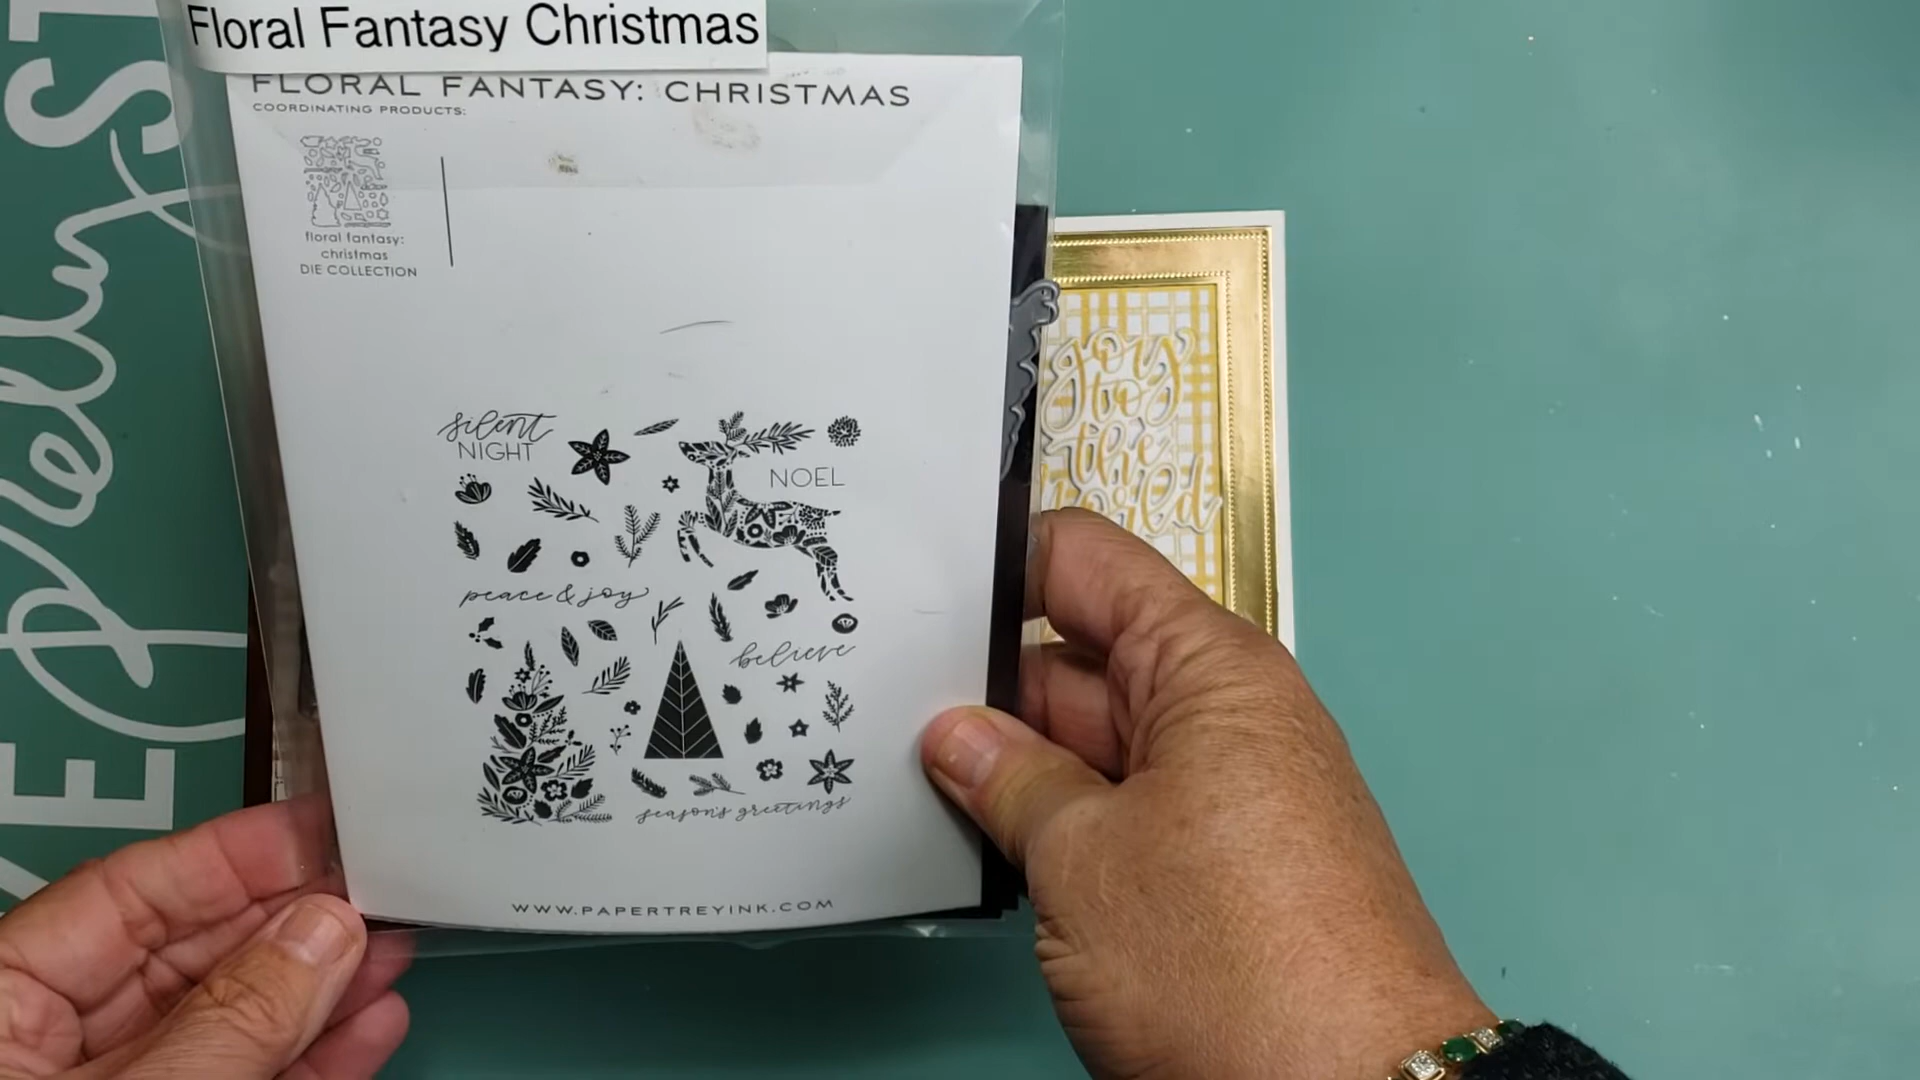 Floral Fantasy Christmas
FLORAL FANTASY: CHRISTMAS
COORDINATING PRODUCTS:
floral fantasy:
christmas
DIE COLLECTION
silent
NIGHT
NOEL
peace & joy
believe
season's greetings
WWW.PAPERTREYINK.COM
joy
to
the
world